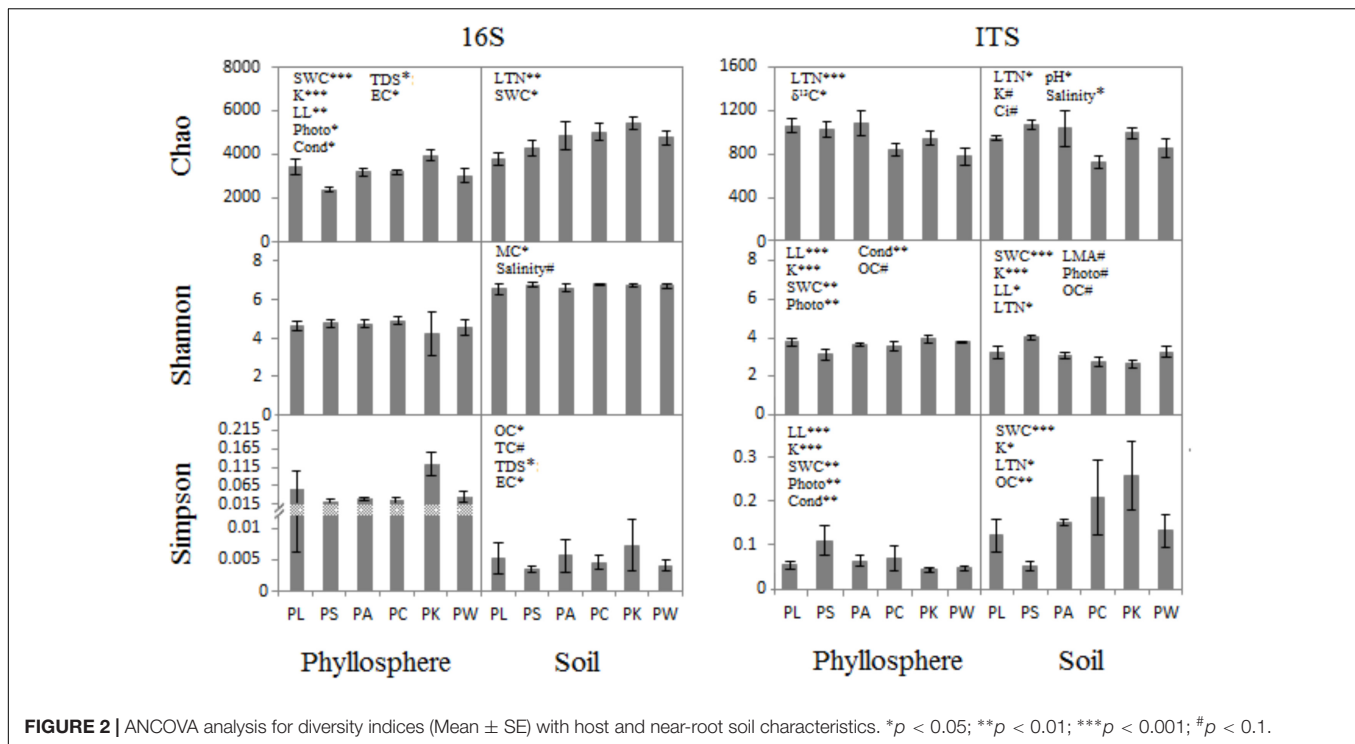 16S ITS
Chao
8000
6000
4000
2000
0
SWC*** TDS*
K*** EC*
LL**
Photo*
Cond*
LTN**
SWC*
1600
1200
800
400
0
LTN***
δ¹³C*
LTN* pH*
K# Salinity*
Ci#
Shannon
8
6
4
2
0
MC*
Salinity#
8
6
4
2
0
LL*** Cond**
K*** OC#
SWC**
Photo**
SWC*** LMA#
K*** Photo#
LL* OC#
LTN*
Simpson
0.215
0.165
0.115
0.065
0.015
0.01
0.005
0
OC*
TC#
TDS*
EC*
0.3
0.2
0.1
0
LL***
K***
SWC**
Photo**
Cond**
SWC***
K*
LTN*
OC**
PL PS PA PC PK PW PL PS PA PC PK PW PL PS PA PC PK PW PL PS PA PC PK PW
Phyllosphere Soil Phyllosphere Soil
FIGURE 2 | ANCOVA analysis for diversity indices (Mean ± SE) with host and near-root soil characteristics. *p < 0.05; **p < 0.01; ***p < 0.001; #p < 0.1.